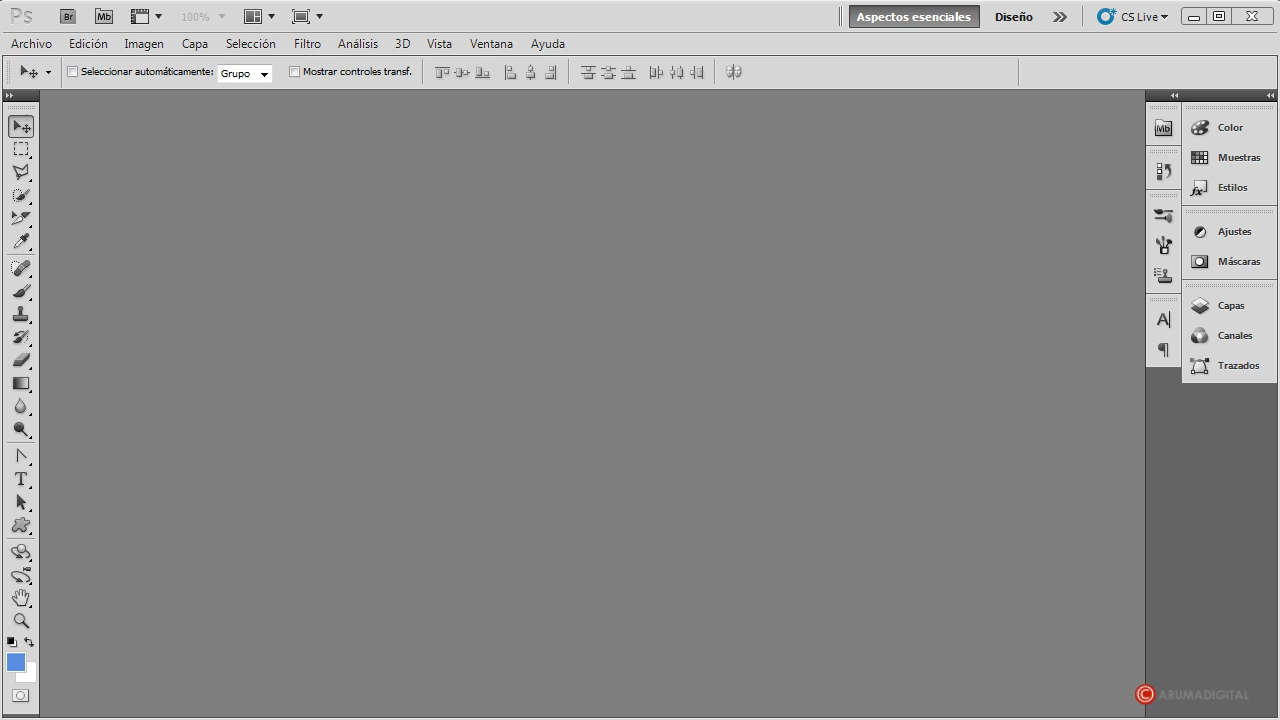 Ps Br Mb 100% Aspectos esenciales Diseño CS Live
Archivo Edición Imagen Capa Selección Filtro Análisis 3D Vista Ventana Ayuda
Seleccionar automáticamente: Grupo Mostrar controles transf.
Mb
Color
Muestras
Estilos
Ajustes
Máscaras
Capas
Canales
Trazados
© ARUMADIGITAL